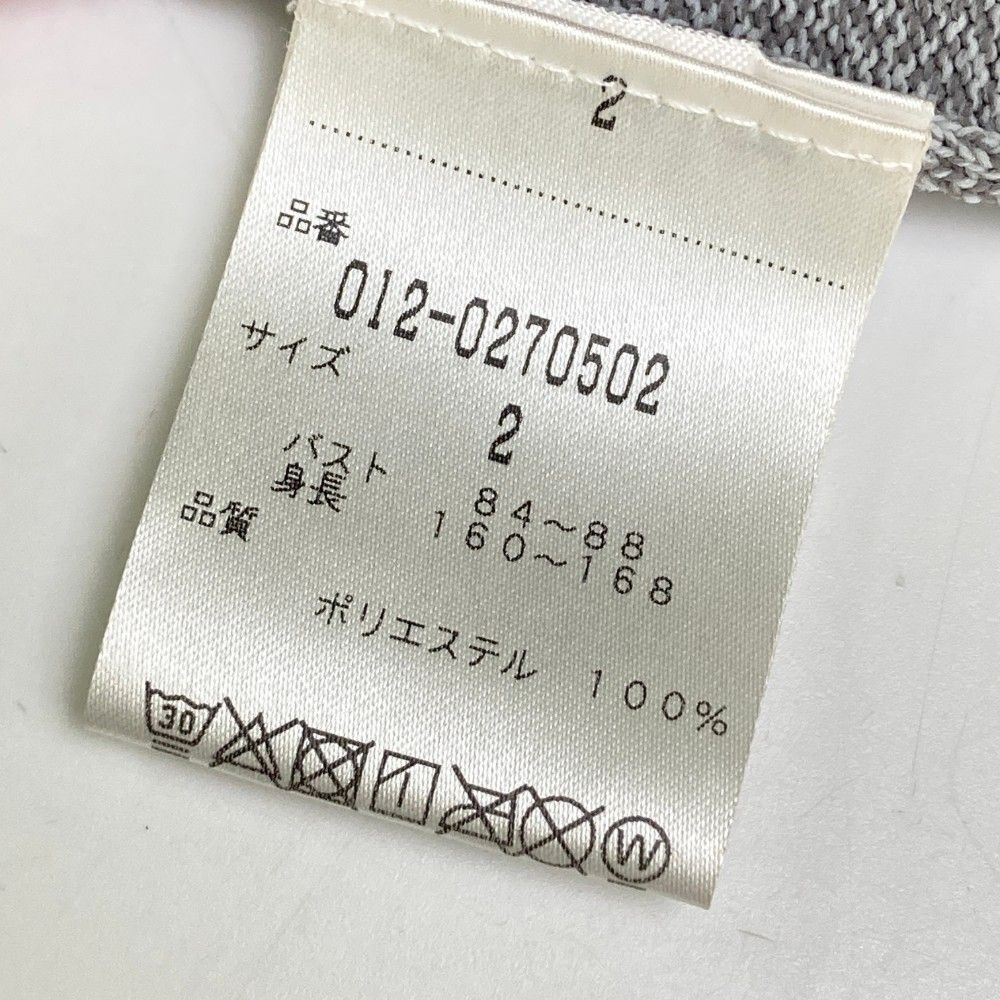 2
品番
012-0270502
サイズ
2
バスト 84~88
身長 160~168
品質
ポリエステル 100%
30 W